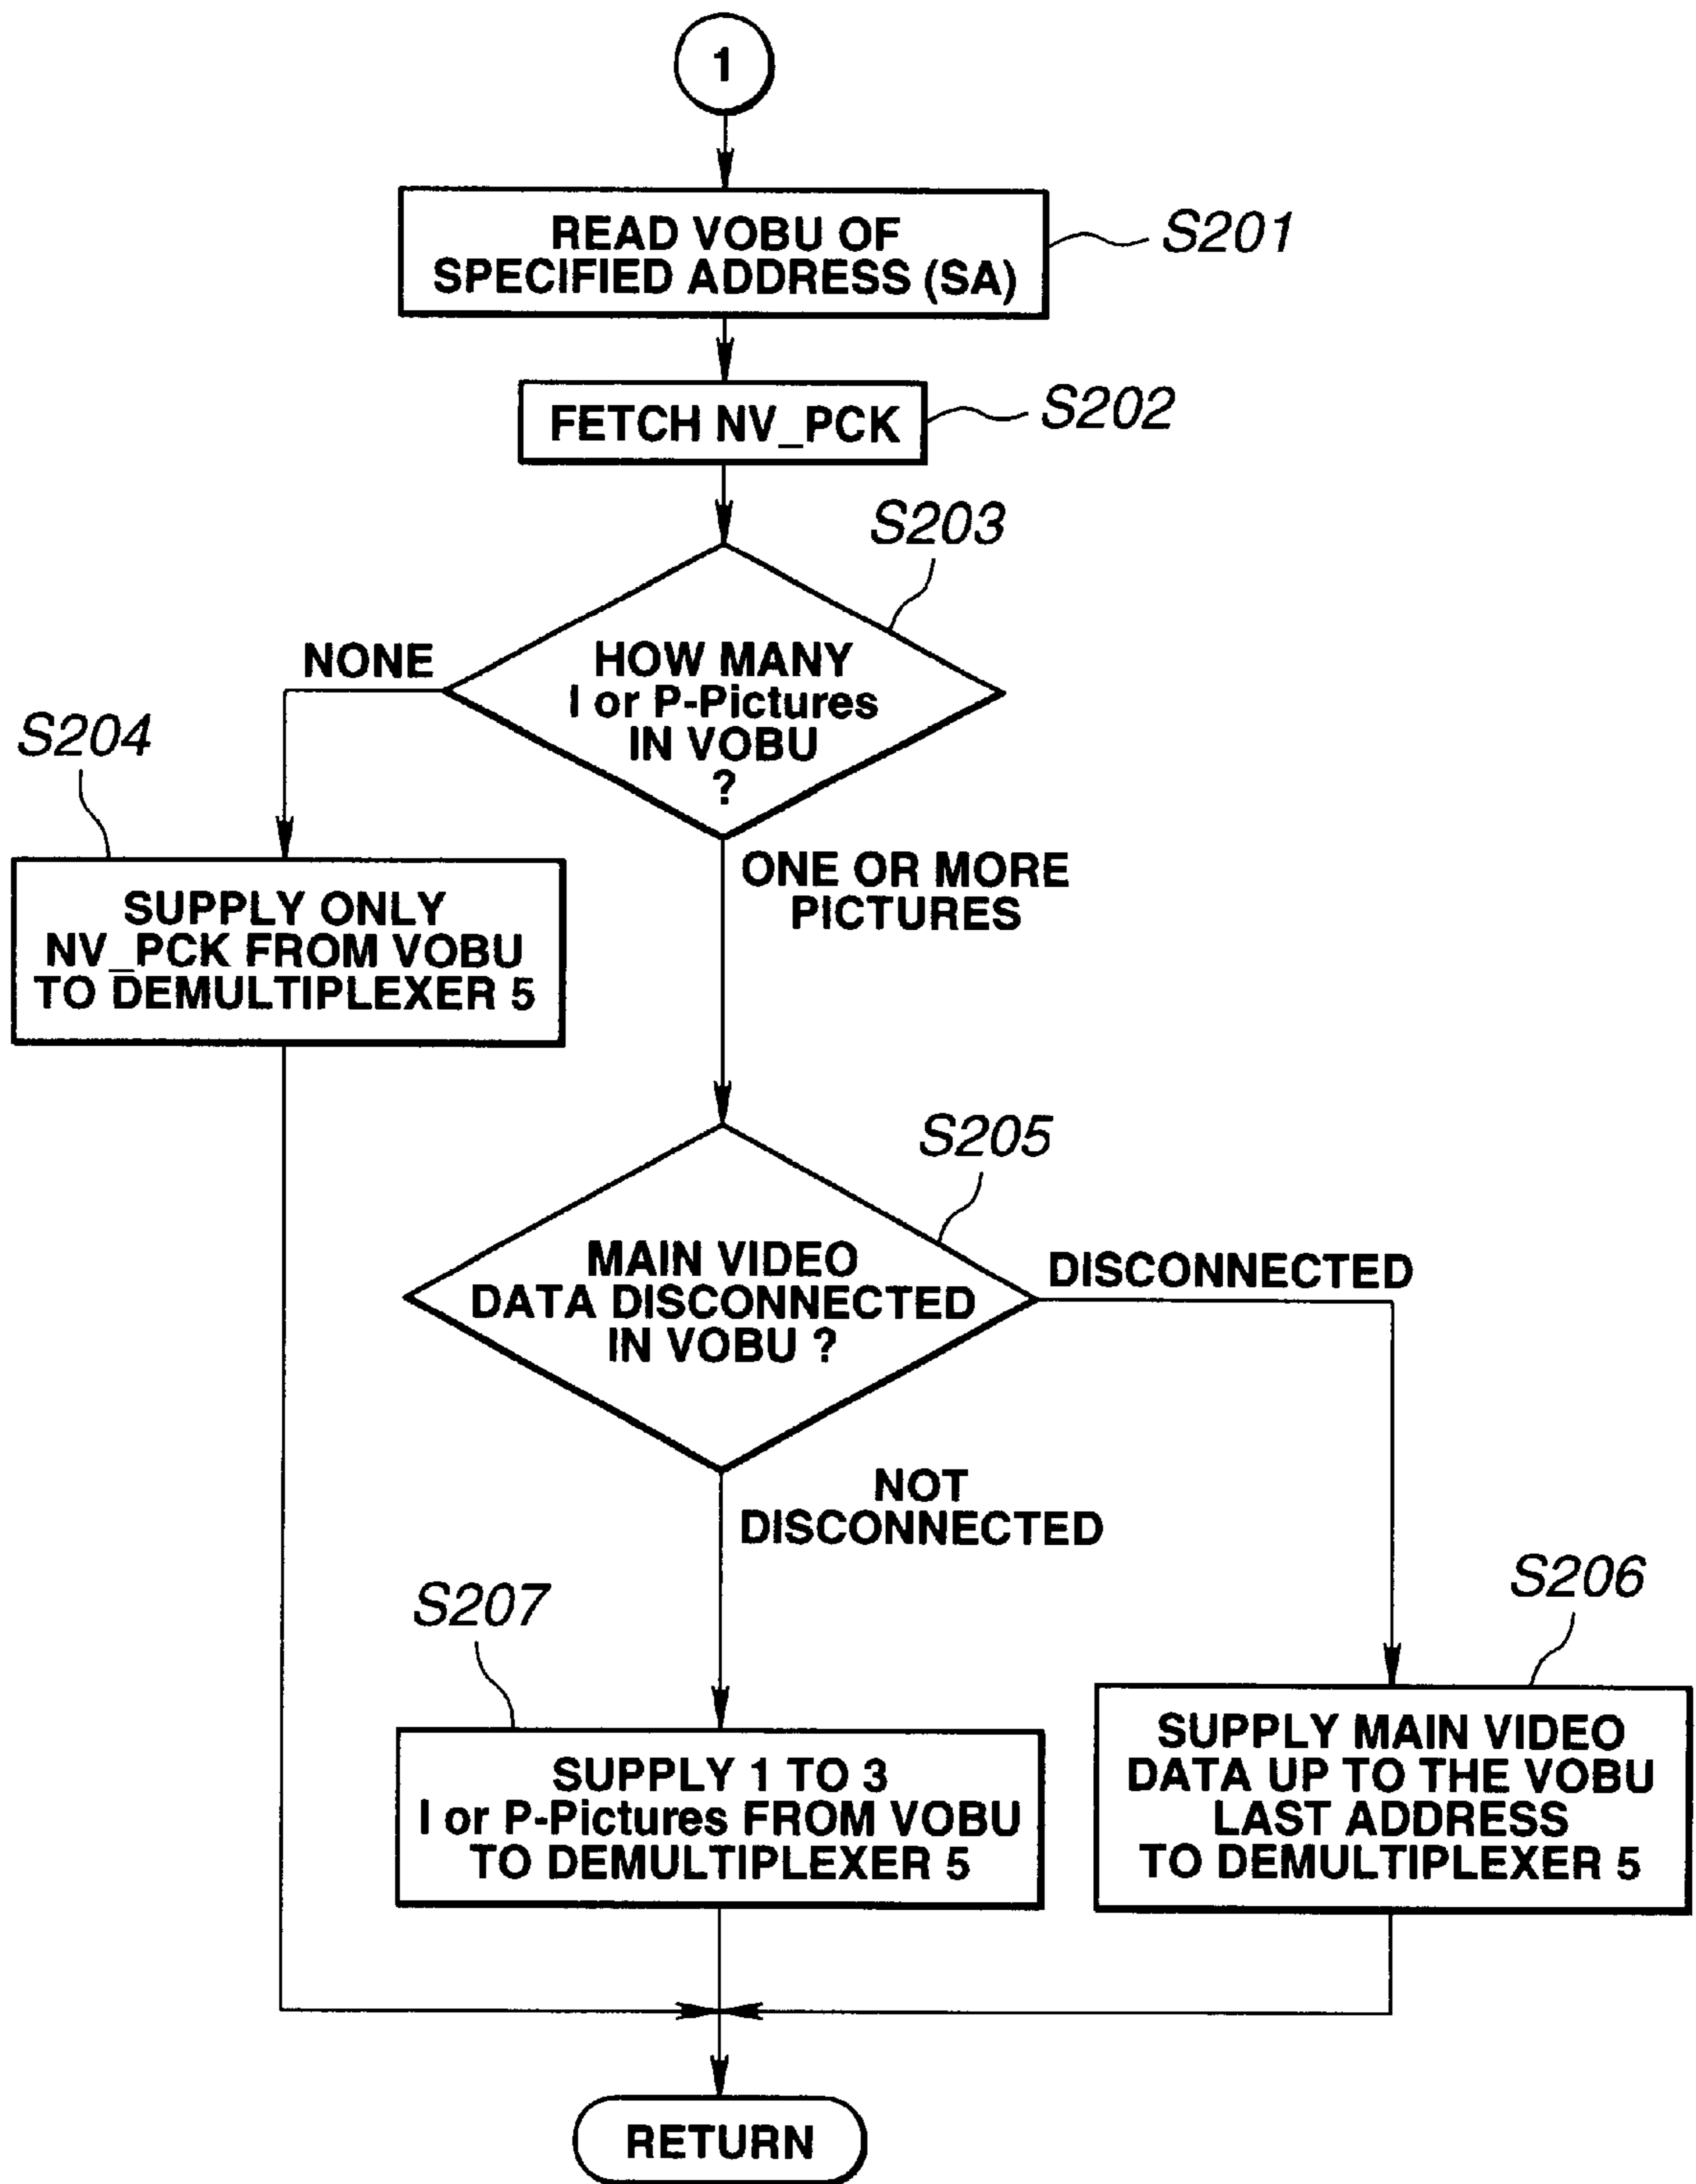 1
READ VOBU OF
SPECIFIED ADDRESS (SA)
S201
FETCH NV_PCK
S202
S203
HOW MANY
I or P-Pictures
IN VOBU
?
NONE
S204
SUPPLY ONLY
NV_PCK FROM VOBU
TO DEMULTIPLEXER 5
ONE OR MORE
PICTURES
S205
MAIN VIDEO
DATA DISCONNECTED
IN VOBU ?
DISCONNECTED
NOT
DISCONNECTED
S207
SUPPLY 1 TO 3
I or P-Pictures FROM VOBU
TO DEMULTIPLEXER 5
S206
SUPPLY MAIN VIDEO
DATA UP TO THE VOBU
LAST ADDRESS
TO DEMULTIPLEXER 5
RETURN